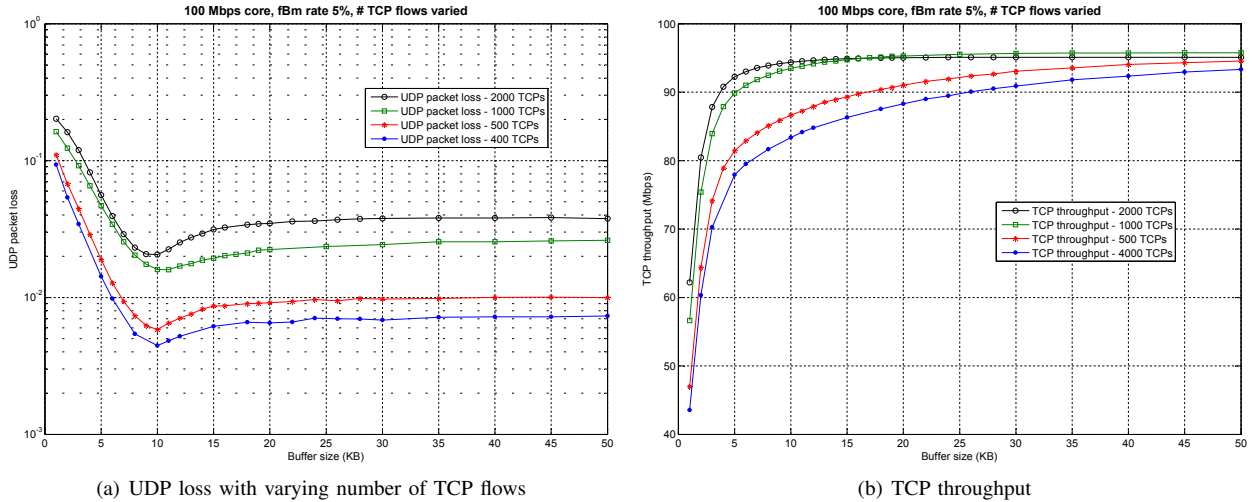 100 Mbps core, fBm rate 5%, # TCP flows varied
10^0
10^-1
10^-2
10^-3
UDP packet loss
UDP packet loss - 2000 TCPs
UDP packet loss - 1000 TCPs
UDP packet loss - 500 TCPs
UDP packet loss - 400 TCPs
0 5 10 15 20 25 30 35 40 45 50
Buffer size (KB)
(a) UDP loss with varying number of TCP flows
100 Mbps core, fBm rate 5%, # TCP flows varied
100
90
80
70
60
50
40
TCP throughput (Mbps)
TCP throughput - 2000 TCPs
TCP throughput - 1000 TCPs
TCP throughput - 500 TCPs
TCP throughput - 4000 TCPs
0 5 10 15 20 25 30 35 40 45 50
Buffer size (KB)
(b) TCP throughput